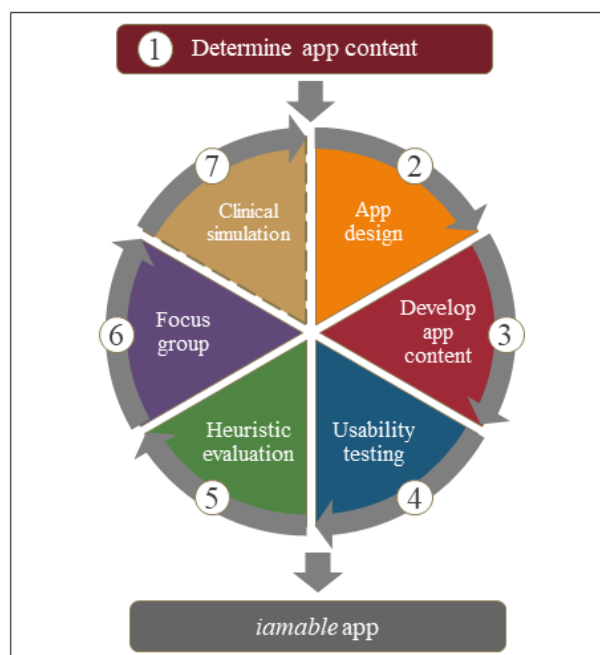 1 Determine app content
2
App
design
3
Develop
app
content
4
Usability
testing
5
Heuristic
evaluation
6
Focus
group
7
Clinical
simulation
iamable app